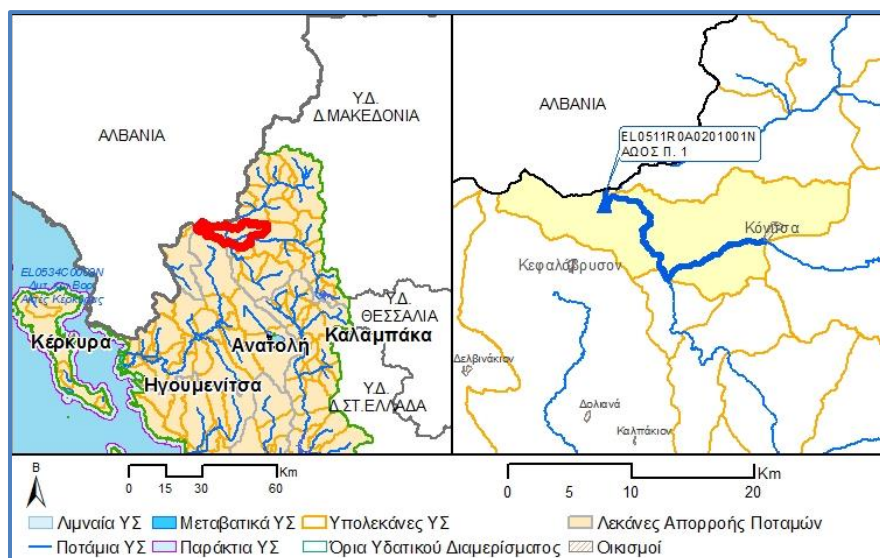 ΑΛΒΑΝΙΑ
Υ.Δ.
Δ.ΜΑΚΕΔΟΝΙΑ
EL0534C0009N
Κέρκυρα
Ηγουμενίτσα
Ανατολή
Καλαμπάκα
Υ.Δ.
ΘΕΣΣΑΛΙΑ
Υ.Δ.
Δ.ΣΤ.ΕΛΛΑΔΑ
ΑΛΒΑΝΙΑ
EL0511R0A0201001N
ΑΩΟΣ Π. 1
Κόνιτσα
Κεφαλόβρυσον
Δελβινάκιον
Δολιανά
Καλπάκιον
Β
Km
0 15 30 60
Km
0 5 10 20
Λιμναία ΥΣ Μεταβατικά ΥΣ Υπολεκάνες ΥΣ Λεκάνες Απορροής Ποταμών
Ποτάμια ΥΣ Παράκτια ΥΣ Όρια Υδατικού Διαμερίσματος Οικισμοί